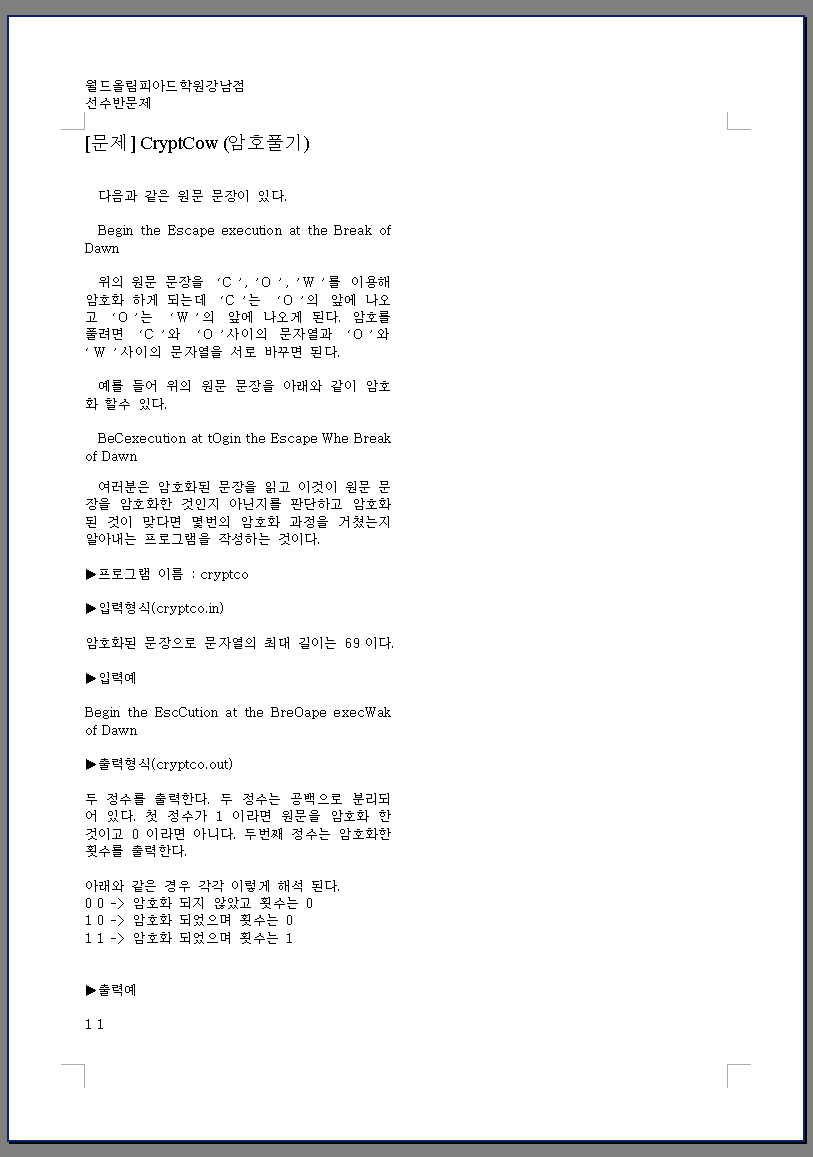 월드올림피아드학원강남점
선수반문제
[문제] CryptCow (암호풀기)
다음과 같은 원문 문장이 있다.
Begin the Escape execution at the Break of
Dawn
위의 원문 문장을 ‘C ’, ‘O ’, ‘W ’를 이용해
암호화 하게 되는데 ‘C ’는 ‘O ’의 앞에 나오
고 ‘O ’는 ‘W ’의 앞에 나오게 된다. 암호를
풀려면 ‘C ’와 ‘O ’사이의 문자열과 ‘O ’와
‘ W ’사이의 문자열을 서로 바꾸면 된다.
예를 들어 위의 원문 문장을 아래와 같이 암호
화 할수 있다.
BeCexecution at tOgin the Escape Whe Break
of Dawn
여러분은 암호화된 문장을 읽고 이것이 원문 문
장을 암호화한 것인지 아닌지를 판단하고 암호화
된 것이 맞다면 몇번의 암호화 과정을 거쳤는지
알아내는 프로그램을 작성하는 것이다.
▶프로그램 이름 : cryptco
▶입력형식(cryptco.in)
암호화된 문장으로 문자열의 최대 길이는 69 이다.
▶입력예
Begin the EscCution at the BreOape execWak
of Dawn
▶출력형식(cryptco.out)
두 정수를 출력한다. 두 정수는 공백으로 분리되
어 있다. 첫 정수가 1 이라면 원문을 암호화 한
것이고 0 이라면 아니다. 두번째 정수는 암호화한
횟수를 출력한다.
아래와 같은 경우 각각 이렇게 해석 된다.
0 0 -> 암호화 되지 않았고 횟수는 0
1 0 -> 암호화 되었으며 횟수는 0
1 1 -> 암호화 되었으며 횟수는 1
▶출력예
1 1